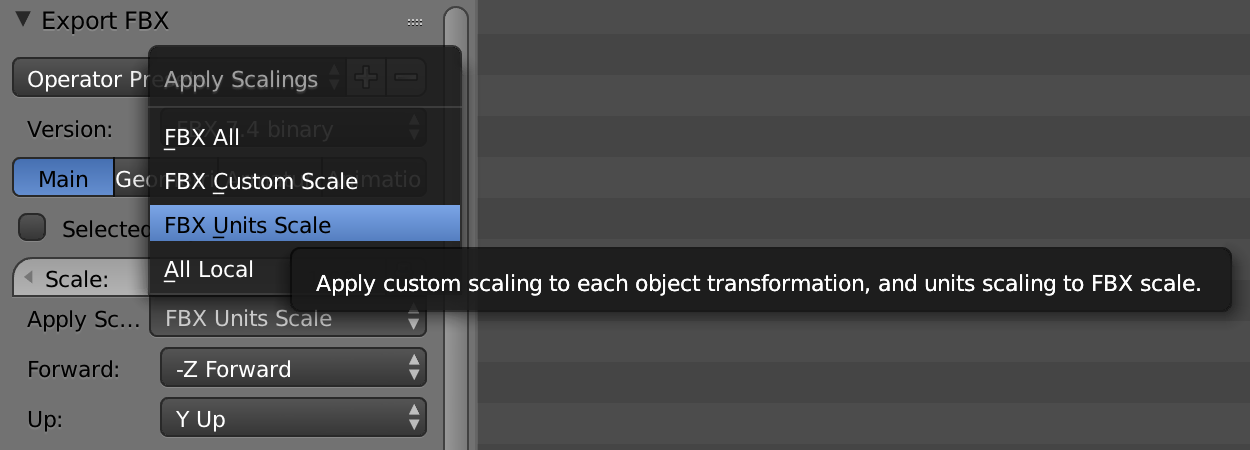 Export FBX
Operator Pre
Apply Scalings
Version:
FBX 7.4 binary
FBX All
Main
Geo
FBX Custom Scale
Selected
FBX Units Scale
Scale:
All Local
Apply custom scaling to each object transformation, and units scaling to FBX scale.
Apply Sc...
FBX Units Scale
Forward:
-Z Forward
Up:
Y Up